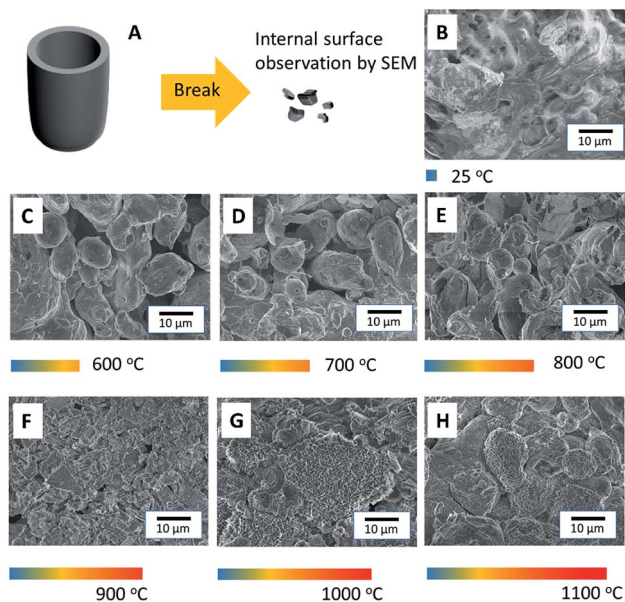 A
Break
Internal surface
observation by SEM
B
10 µm
25 °C
C
10 µm
D
10 µm
E
10 µm
600 °C
700 °C
800 °C
F
10 µm
G
10 µm
H
10 µm
900 °C
1000 °C
1100 °C